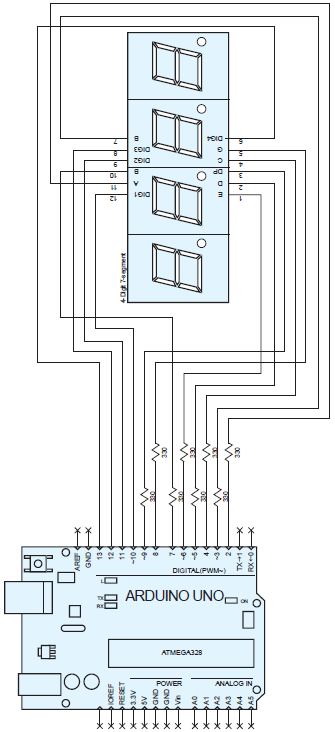 B
7
DIG3
8
DIG2
9
B
10
A
11
DIG1
12
DIG4
6
G
5
C
4
DP
3
D
2
E
1
4-Digit 7-segment
330
330
330
330
330
330
330
330
AREF
GND
13
12
11
~10
~9
8
7
~6
~5
4
~3
2
TX→1
RX←0
DIGITAL(PWM~)
L
TX
RX
ARDUINO UNO
ON
ATMEGA328
POWER
ANALOG IN
IOREF
RESET
3.3V
5V
GND
GND
Vin
A0
A1
A2
A3
A4
A5